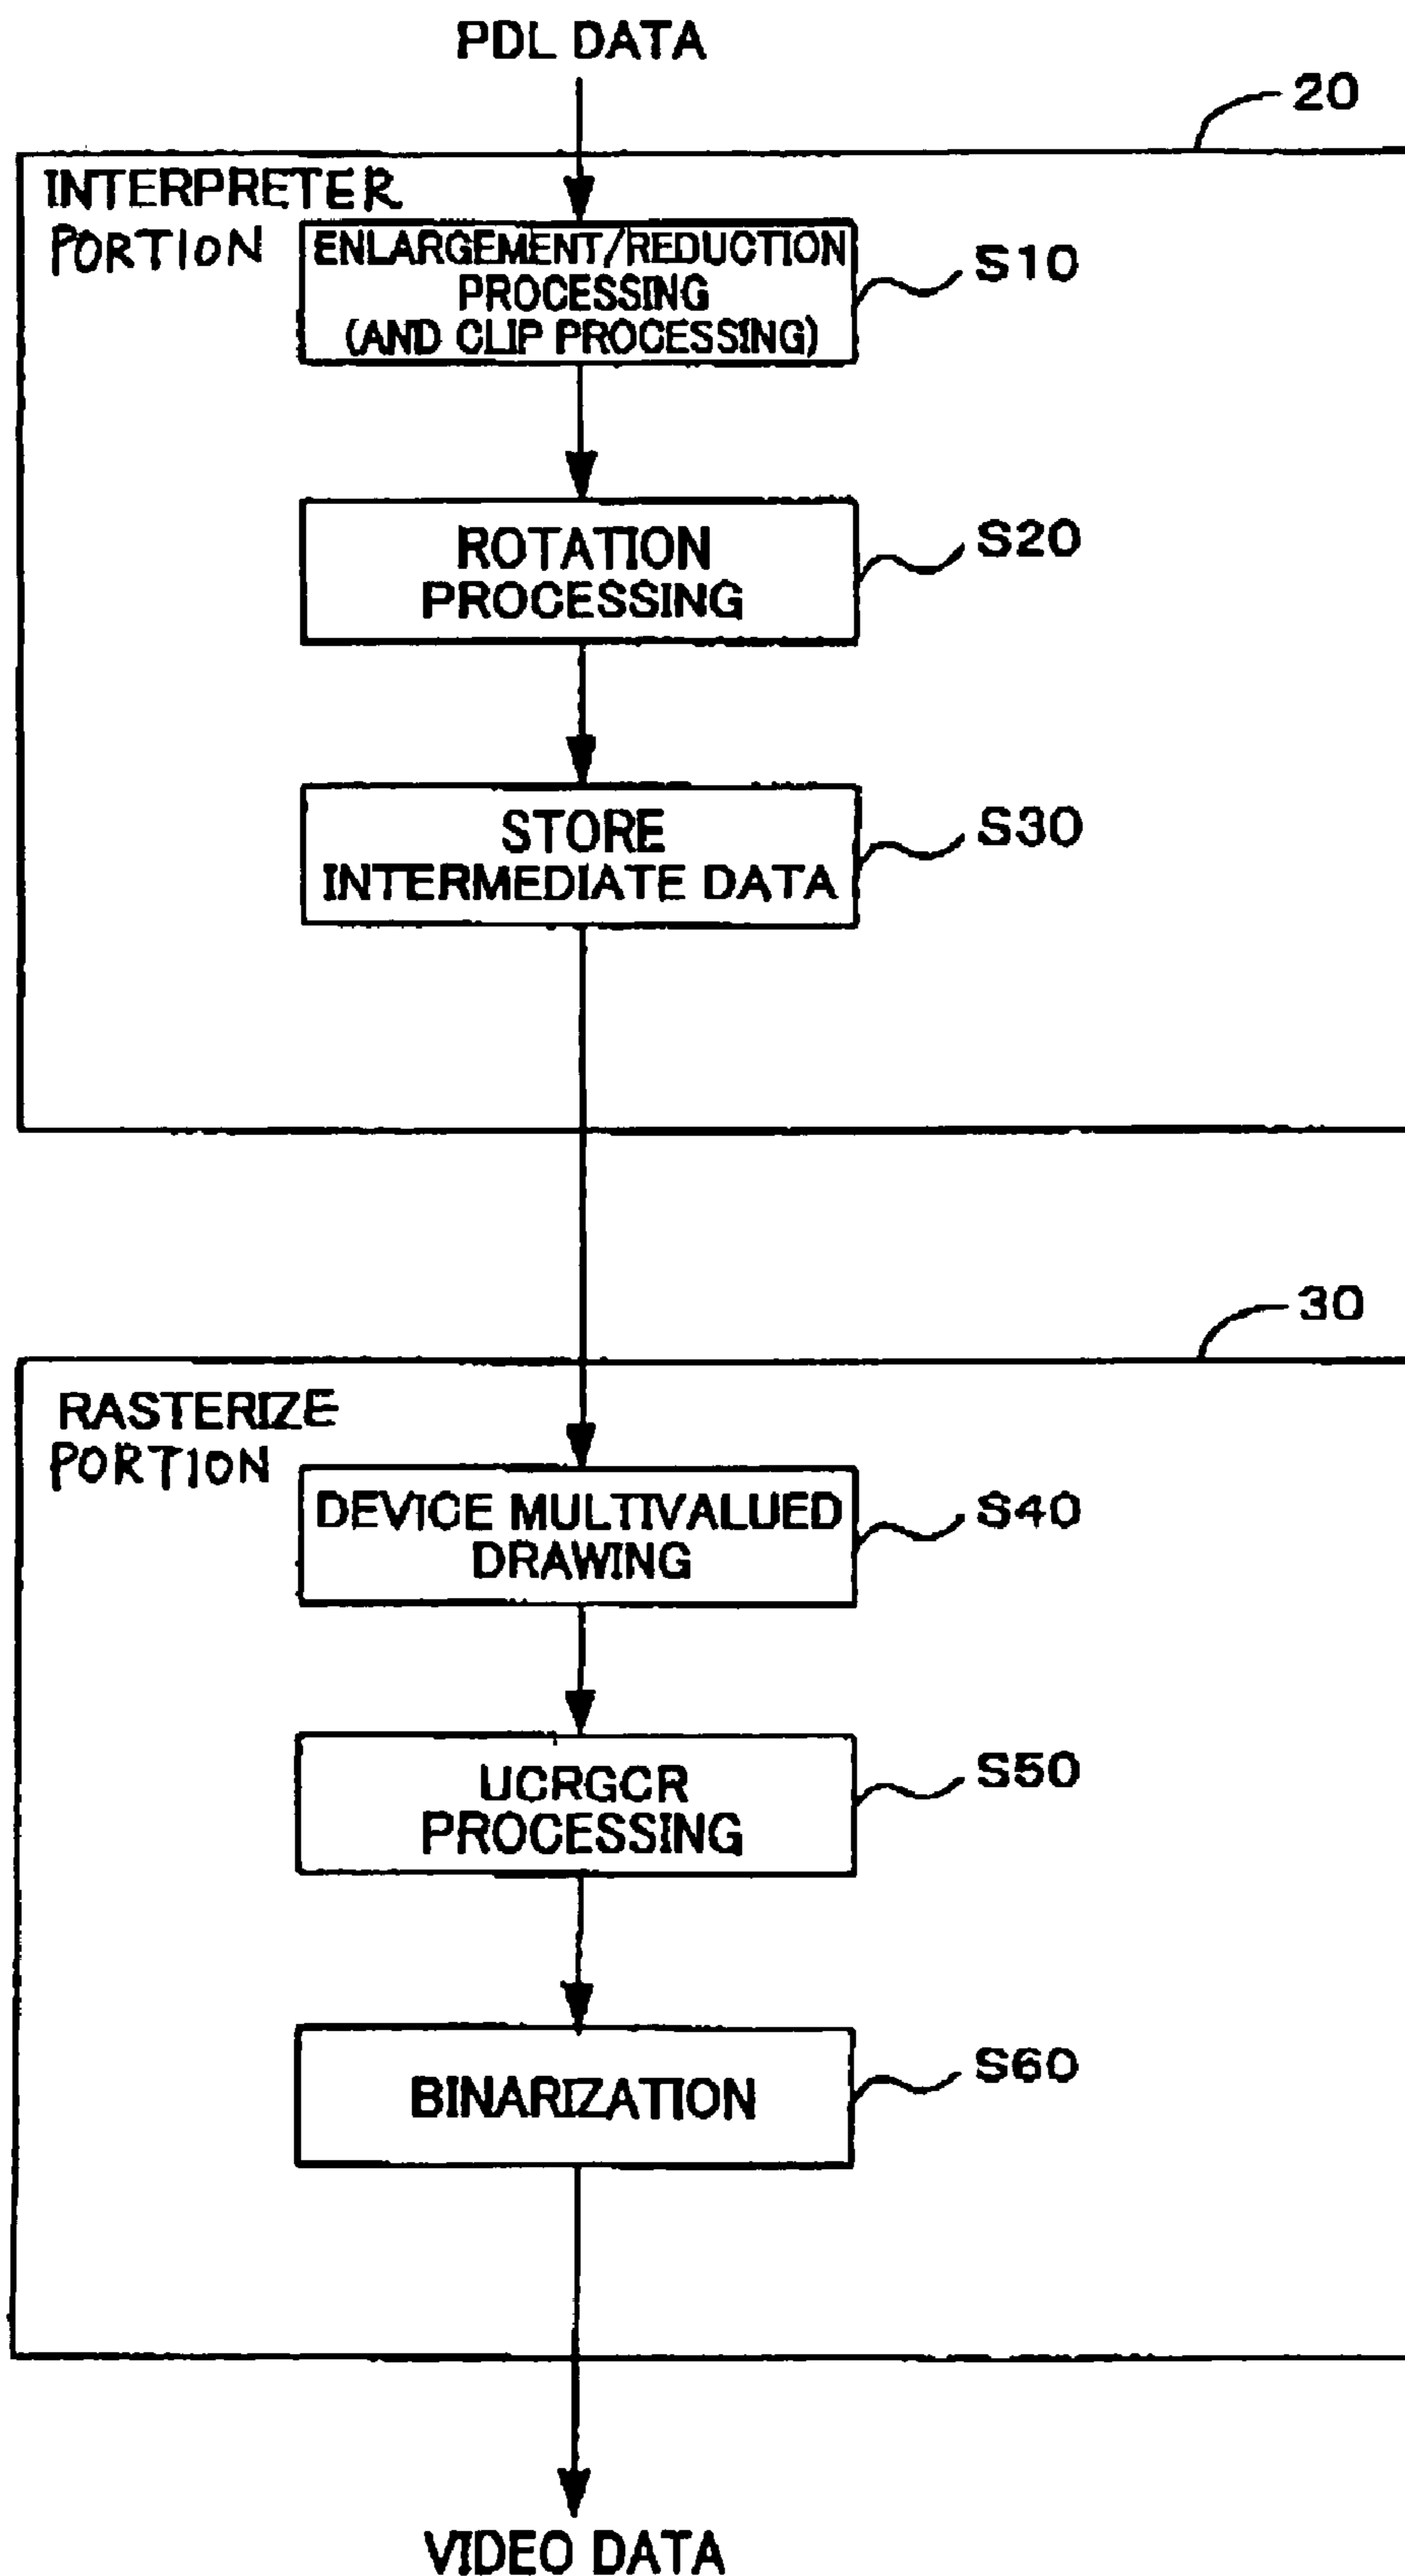 PDL DATA
20
INTERPRETER
PORTION
ENLARGEMENT/REDUCTION
PROCESSING
(AND CLIP PROCESSING)
S10
ROTATION
PROCESSING
S20
STORE
INTERMEDIATE DATA
S30
30
RASTERIZE
PORTION
DEVICE MULTIVALUED
DRAWING
S40
UCRGCR
PROCESSING
S50
BINARIZATION
S60
VIDEO DATA